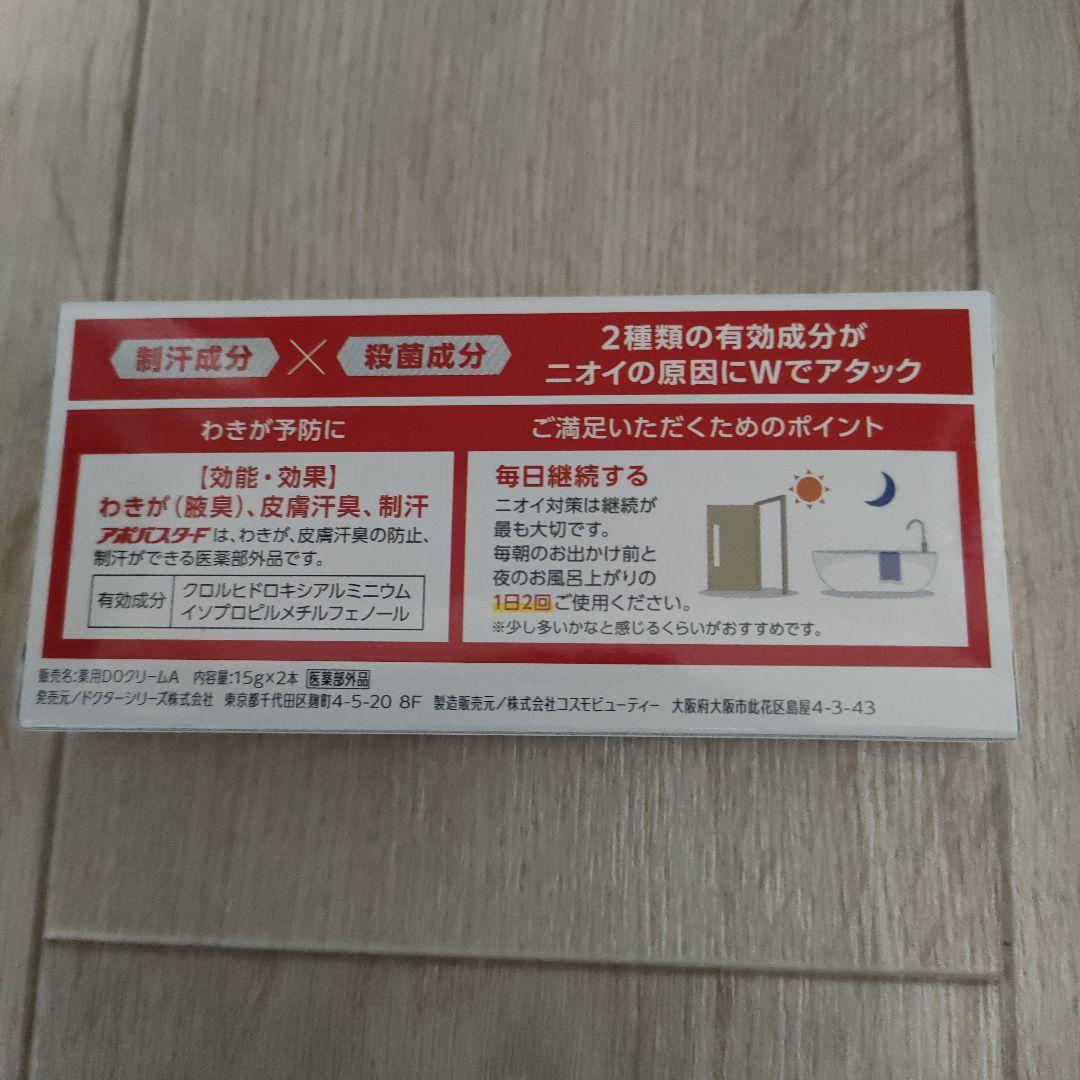 制汗成分 × 殺菌成分
2種類の有効成分が
ニオイの原因にWでアタック
わきが予防に
【効能・効果】
わきが(腋臭)、皮膚汗臭、制汗
アポバスターFは、わきが、皮膚汗臭の防止、
制汗ができる医薬部外品です。
有効成分
クロルヒドロキシアルミニウム
イソプロピルメチルフェノール
ご満足いただくためのポイント
毎日継続する
ニオイ対策は継続が
最も大切です。
毎朝のお出かけ前と
夜のお風呂上がりの
1日2回ご使用ください。
※少し多いかなと感じるくらいがおすすめです。
販売名:薬用DOクリームA 内容量:15g×2本 医薬部外品
発売元/ドクターシリーズ株式会社 東京都千代田区麹町4-5-20 8F 製造販売元/株式会社コスモビューティー 大阪府大阪市此花区島屋4-3-43